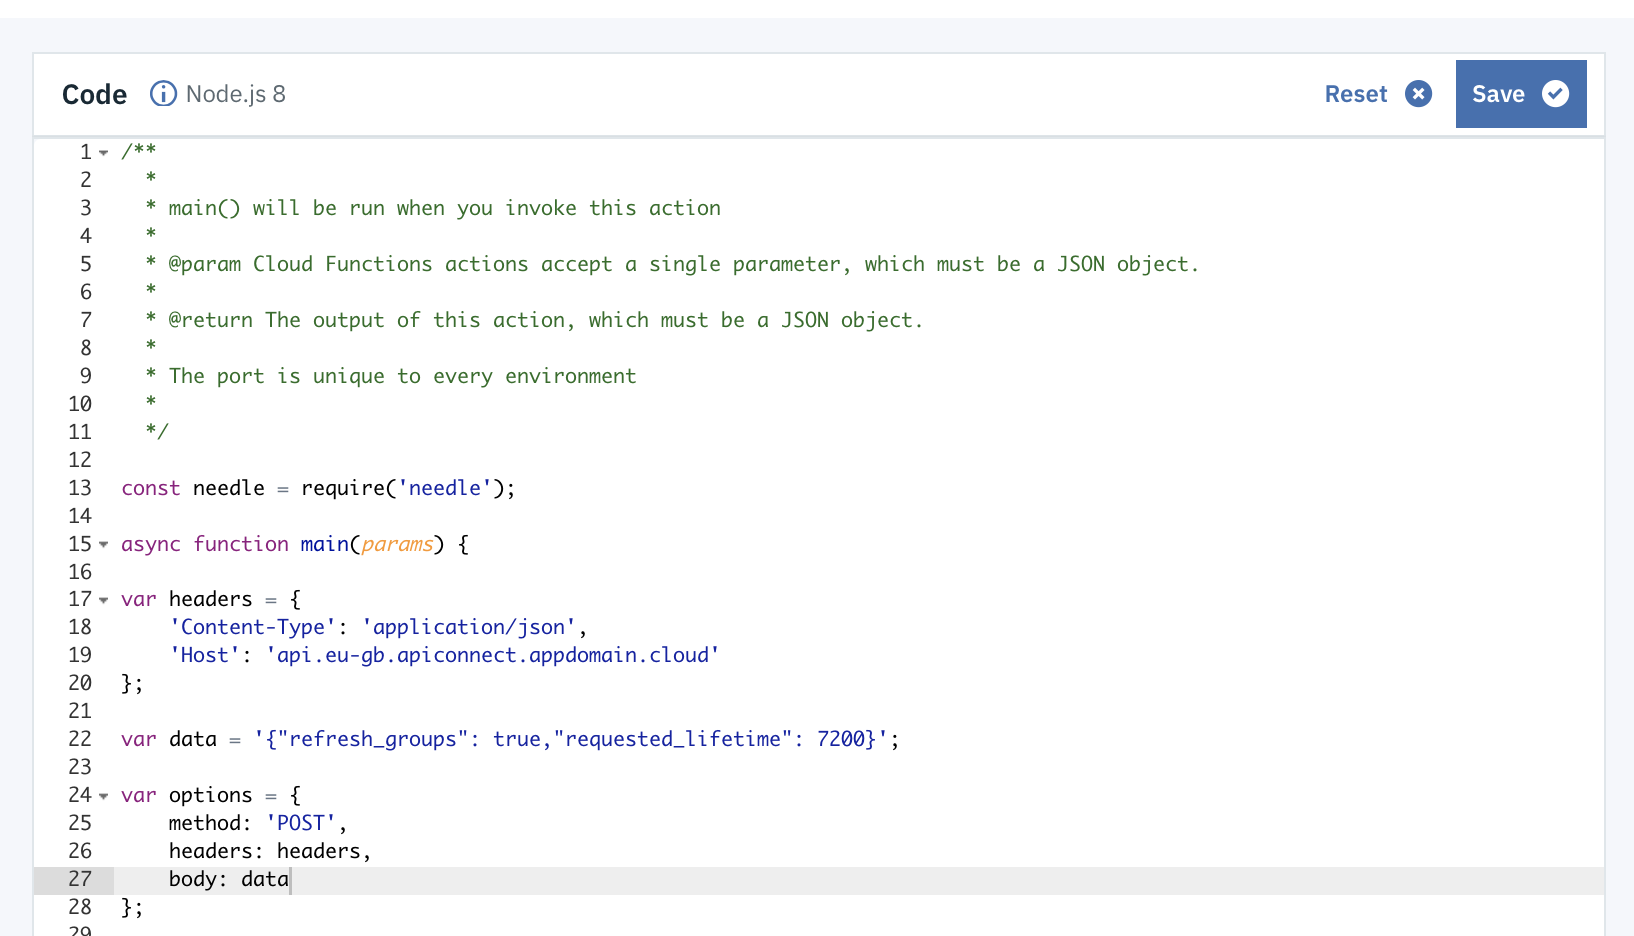 Code Node.js 8 Reset Save
1 /**
2 *
3 * main() will be run when you invoke this action
4 *
5 * @param Cloud Functions actions accept a single parameter, which must be a JSON object.
6 *
7 * @return The output of this action, which must be a JSON object.
8 *
9 * The port is unique to every environment
10 *
11 */
12
13 const needle = require('needle');
14
15 async function main(params) {
16
17 var headers = {
18 'Content-Type': 'application/json',
19 'Host': 'api.eu-gb.apiconnect.appdomain.cloud'
20 };
21
22 var data = '{"refresh_groups": true,"requested_lifetime": 7200}';
23
24 var options = {
25 method: 'POST',
26 headers: headers,
27 body: data
28 };
29